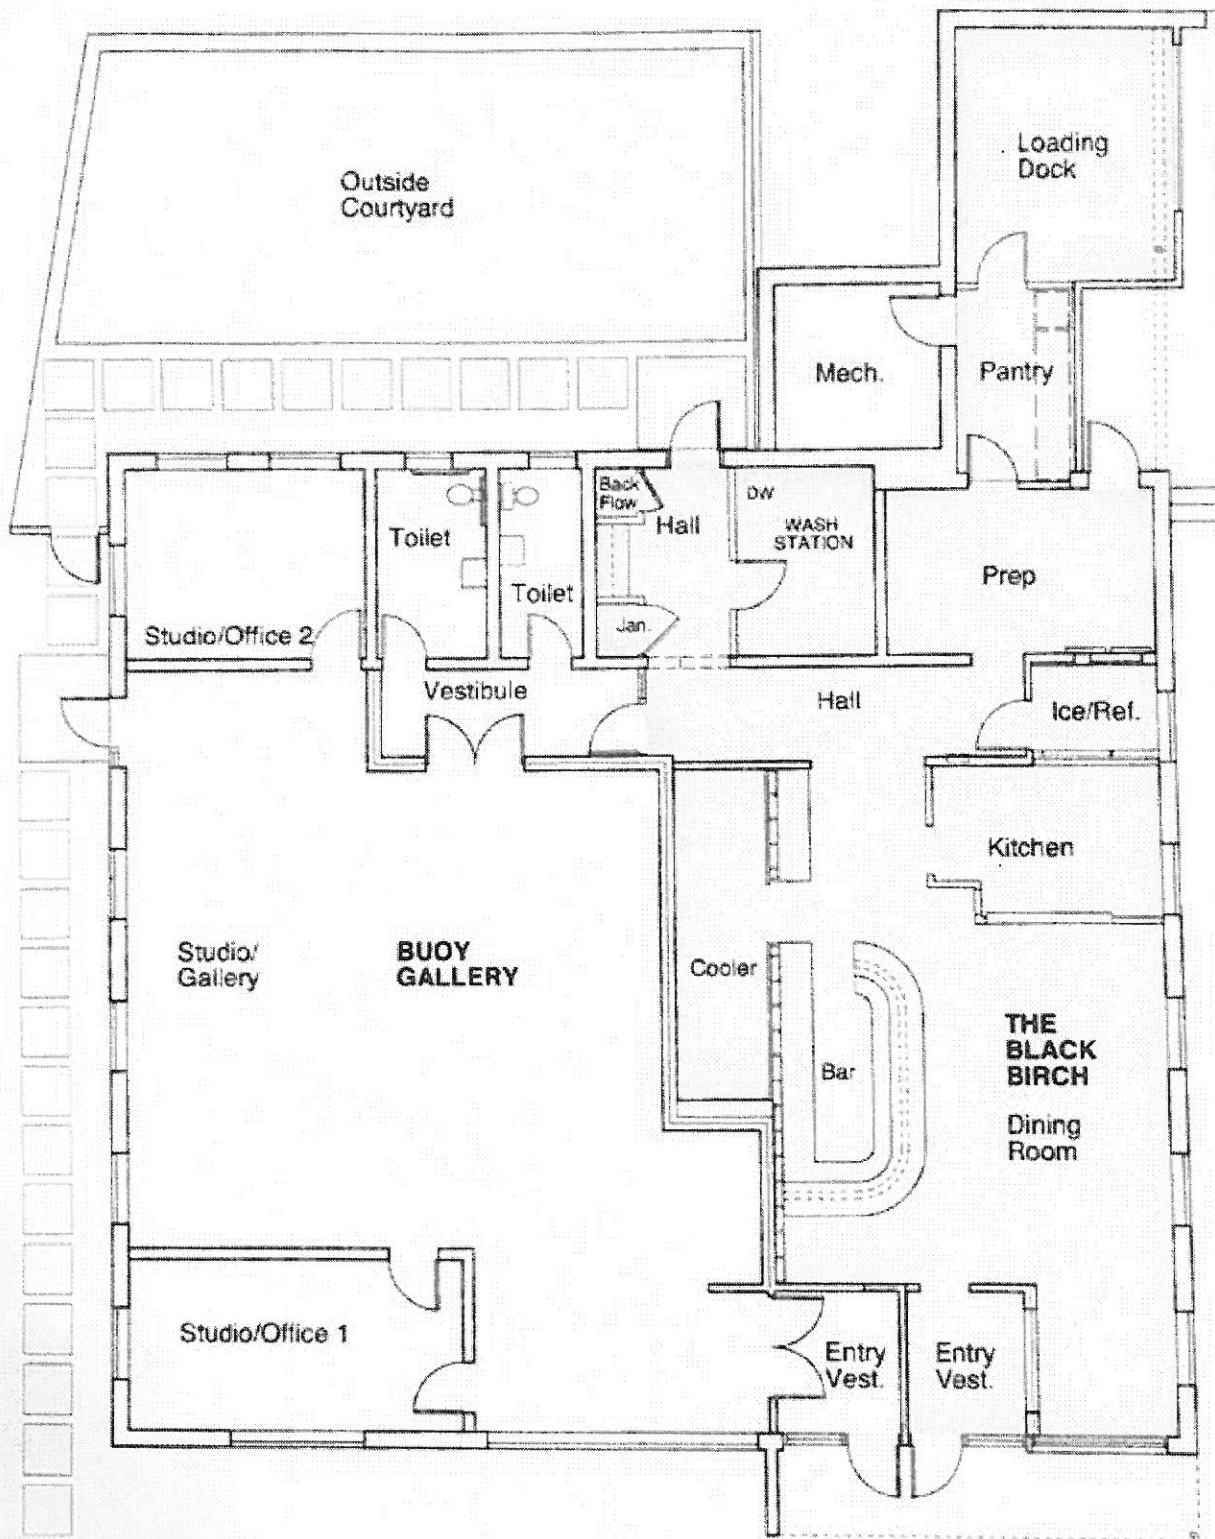 Loading
Dock
Outside
Courtyard
Mech.
Pantry
Back
Flow
DW
Hall
WASH
STATION
Toilet
Toilet
Prep
Jan.
Studio/Office 2
Vestibule
Hall
Ice/Ref.
Kitchen
Studio/
Gallery
BUOY
GALLERY
Cooler
THE
BLACK
BIRCH
Bar
Dining
Room
Studio/Office 1
Entry
Vest.
Entry
Vest.